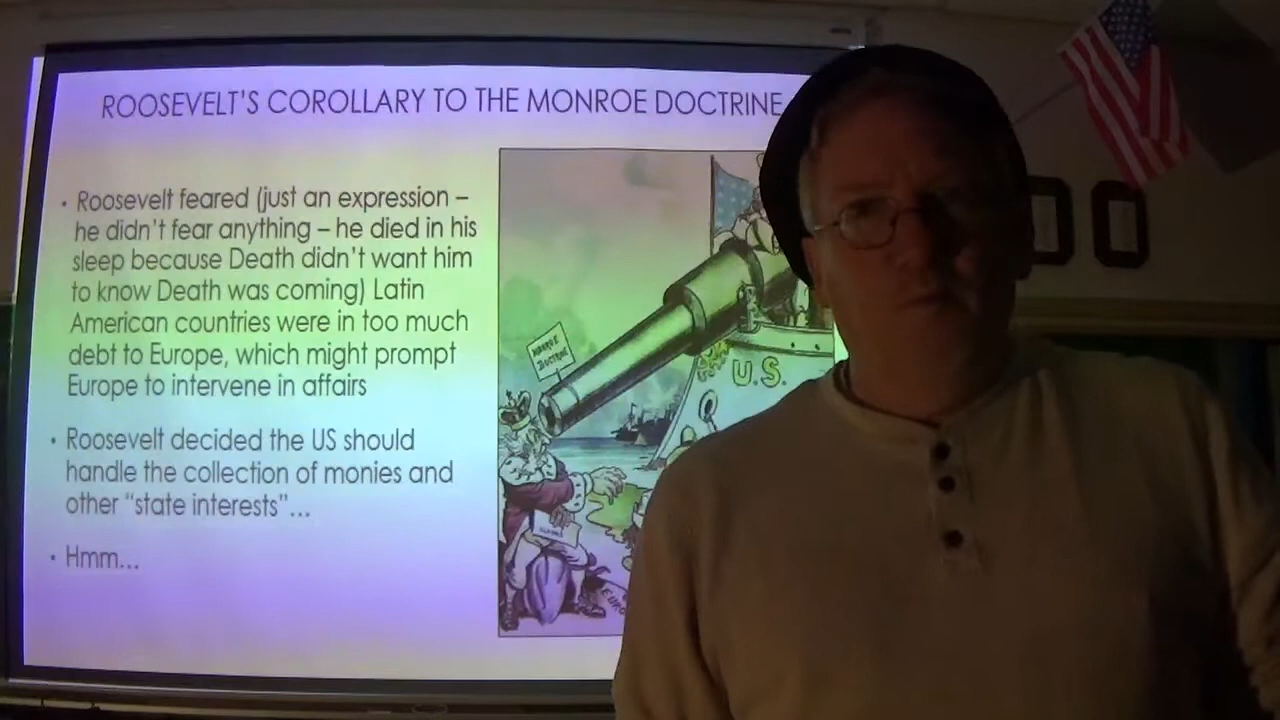 ROOSEVELT'S COROLLARY TO THE MONROE DOCTRINE
• Roosevelt feared (just an expression –
he didn't fear anything – he died in his
sleep because Death didn't want him
to know Death was coming) Latin
American countries were in too much
debt to Europe, which might prompt
Europe to intervene in affairs
• Roosevelt decided the US should
handle the collection of monies and
other "state interests"...
• Hmm...
MONROE
DOCTRINE
U.S.
EURO